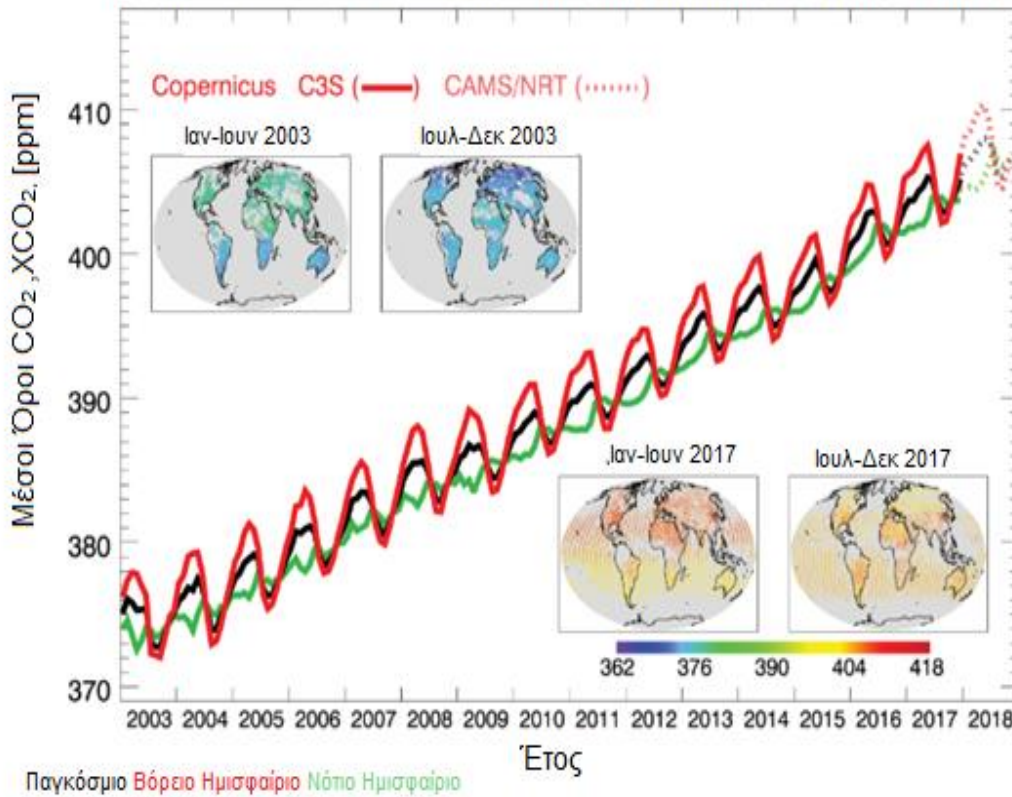 Copernicus C3S (——) CAMS/NRT (······)
Ιαν-Ιουν 2003
Ιουλ-Δεκ 2003
Μέσοι Όροι CO2 ,XCO2, [ppm]
410
400
390
380
370
,Ιαν-Ιουν 2017
Ιουλ-Δεκ 2017
362 376 390 404 418
2003 2004 2005 2006 2007 2008 2009 2010 2011 2012 2013 2014 2015 2016 2017 2018
Έτος
Παγκόσμιο Βόρειο Ημισφαίριο Νότιο Ημισφαίριο